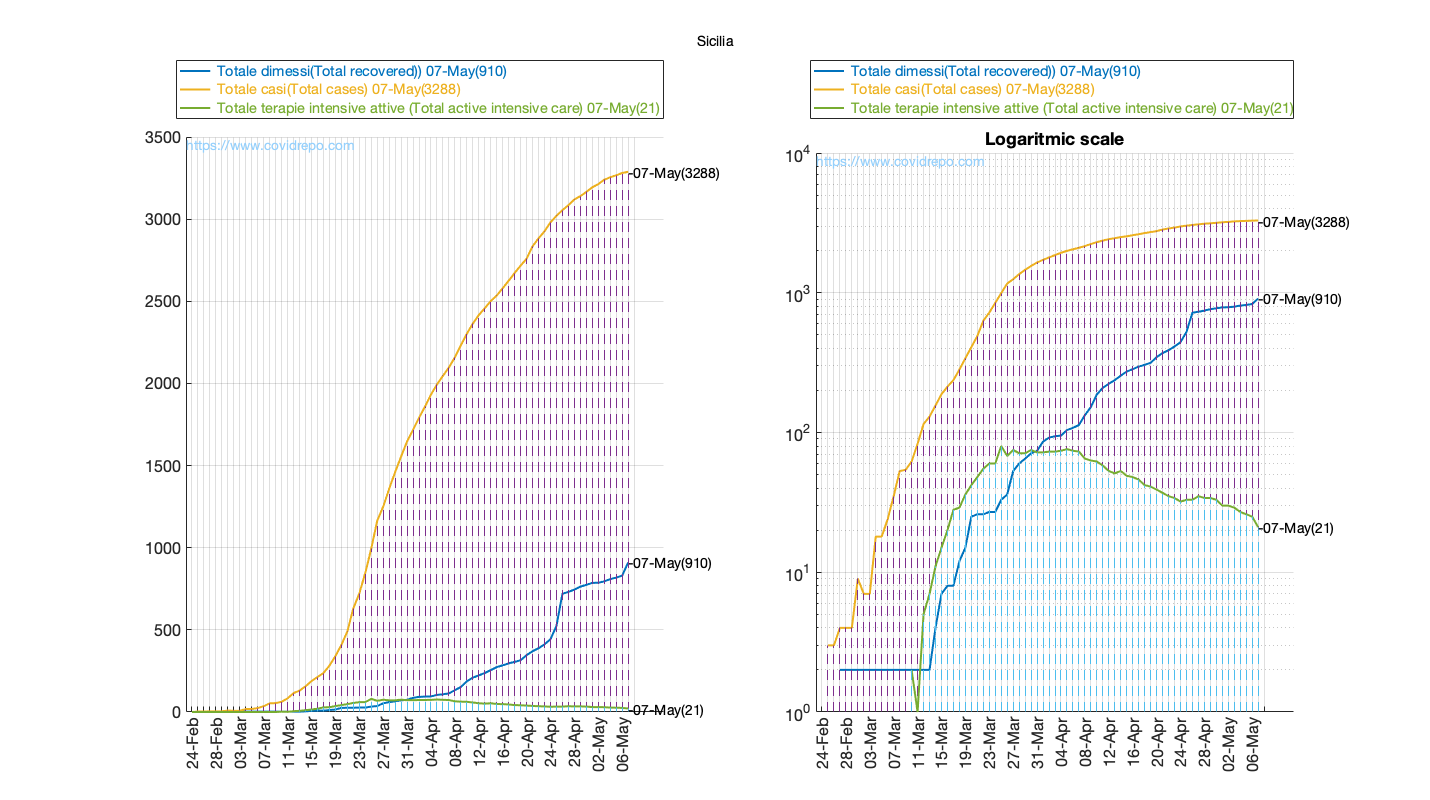 Sicilia
Totale dimessi(Total recovered)) 07-May(910)
Totale casi(Total cases) 07-May(3288)
Totale terapie intensive attive (Total active intensive care) 07-May(21)
3500
https://www.covidrepo.com
3000
2500
2000
1500
1000
500
0
07-May(3288)
07-May(910)
07-May(21)
24-Feb
28-Feb
03-Mar
07-Mar
11-Mar
15-Mar
19-Mar
23-Mar
27-Mar
31-Mar
04-Apr
08-Apr
12-Apr
16-Apr
20-Apr
24-Apr
28-Apr
02-May
06-May
Totale dimessi(Total recovered)) 07-May(910)
Totale casi(Total cases) 07-May(3288)
Totale terapie intensive attive (Total active intensive care) 07-May(21)
Logaritmic scale
10^4
https://www.covidrepo.com
10^3
10^2
10^1
10^0
07-May(3288)
07-May(910)
07-May(21)
24-Feb
28-Feb
03-Mar
07-Mar
11-Mar
15-Mar
19-Mar
23-Mar
27-Mar
31-Mar
04-Apr
08-Apr
12-Apr
16-Apr
20-Apr
24-Apr
28-Apr
02-May
06-May